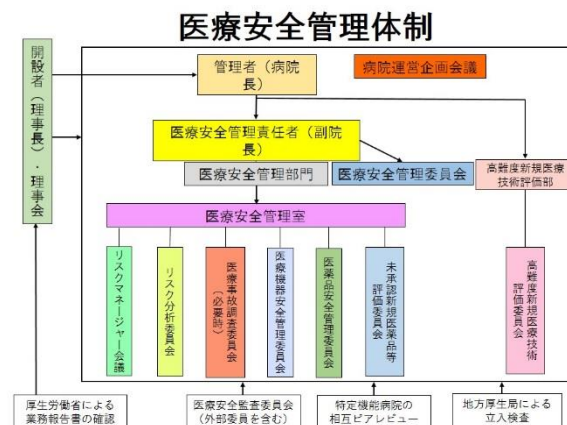 医療安全管理体制
開設者（理事長）・理事会
管理者（病院
長）
病院運営企画会議
医療安全管理責任者（副院
長）
医療安全管理部門
医療安全管理委員会
高難度新規医療
技術評価部
医療安全管理室
リスクマネージャー会議
リスク分析委員会
医療事故調査委員会
（必要時）
医療機器安全管理委員会
医薬品安全管理委員会
未承認新規医薬品等
評価委員会
高難度新規医療技術
評価委員会
厚生労働省による
業務報告書の確認
医療安全監査委員会
（外部委員を含む）
特定機能病院の
相互ピアレビュー
地方厚生局による
立入検査